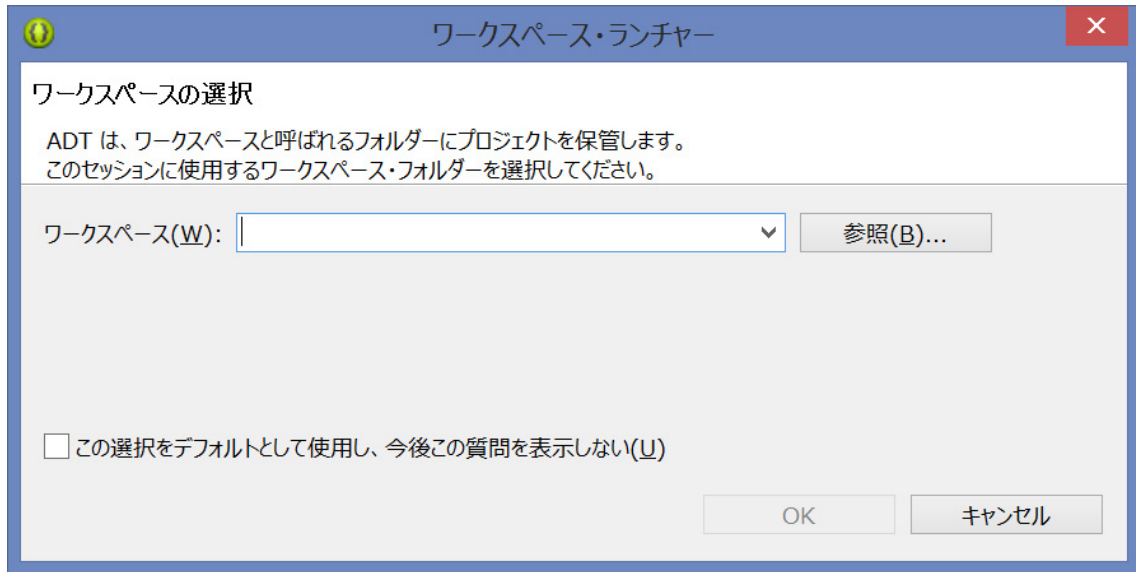 ワークスペース・ランチャー
ワークスペースの選択
ADT は、ワークスペースと呼ばれるフォルダーにプロジェクトを保管します。
このセッションに使用するワークスペース・フォルダーを選択してください。
ワークスペース(W): 参照(B)...
この選択をデフォルトとして使用し、今後この質問を表示しない(U)
OK キャンセル